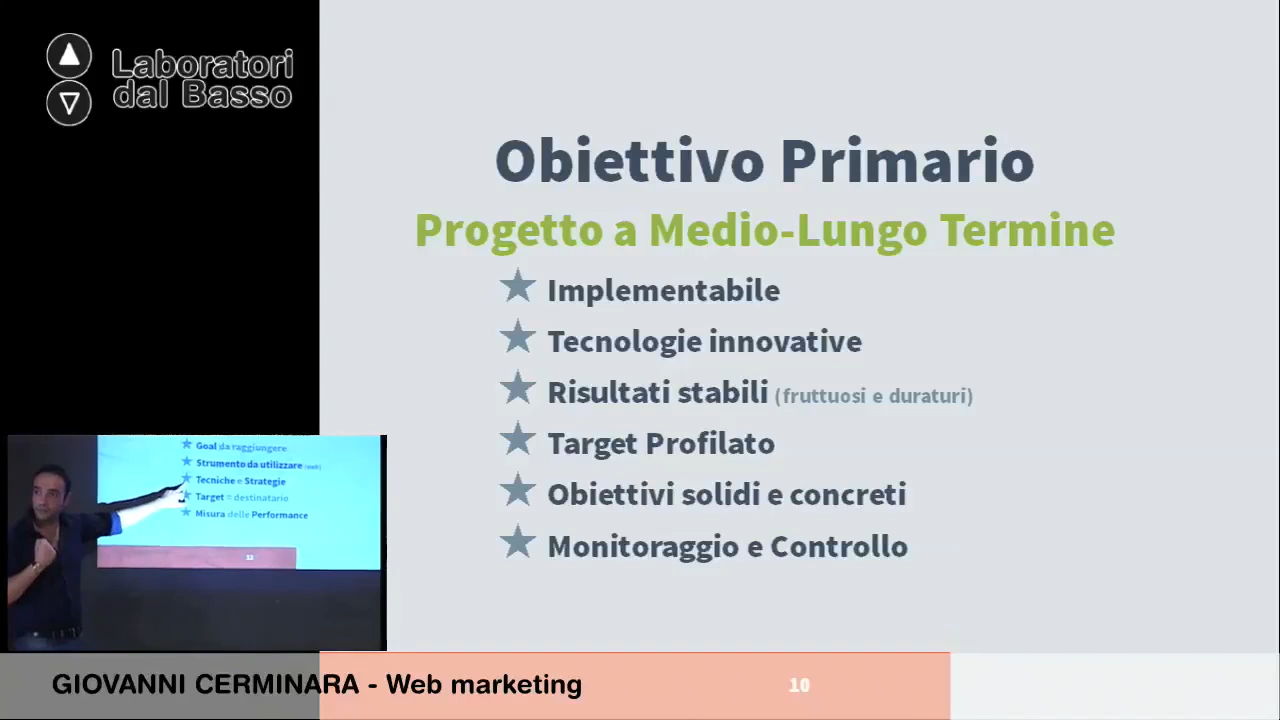 Laboratori
dal Basso
Obiettivo Primario
Progetto a Medio-Lungo Termine
Implementabile
Tecnologie innovative
Risultati stabili (fruttuosi e duraturi)
Target Profilato
Obiettivi solidi e concreti
Monitoraggio e Controllo
Goal da raggiungere
Strumento da utilizzare (web)
Tecniche e Strategie
Target = destinatario
Misura delle Performance
GIOVANNI CERMINARA - Web marketing
10